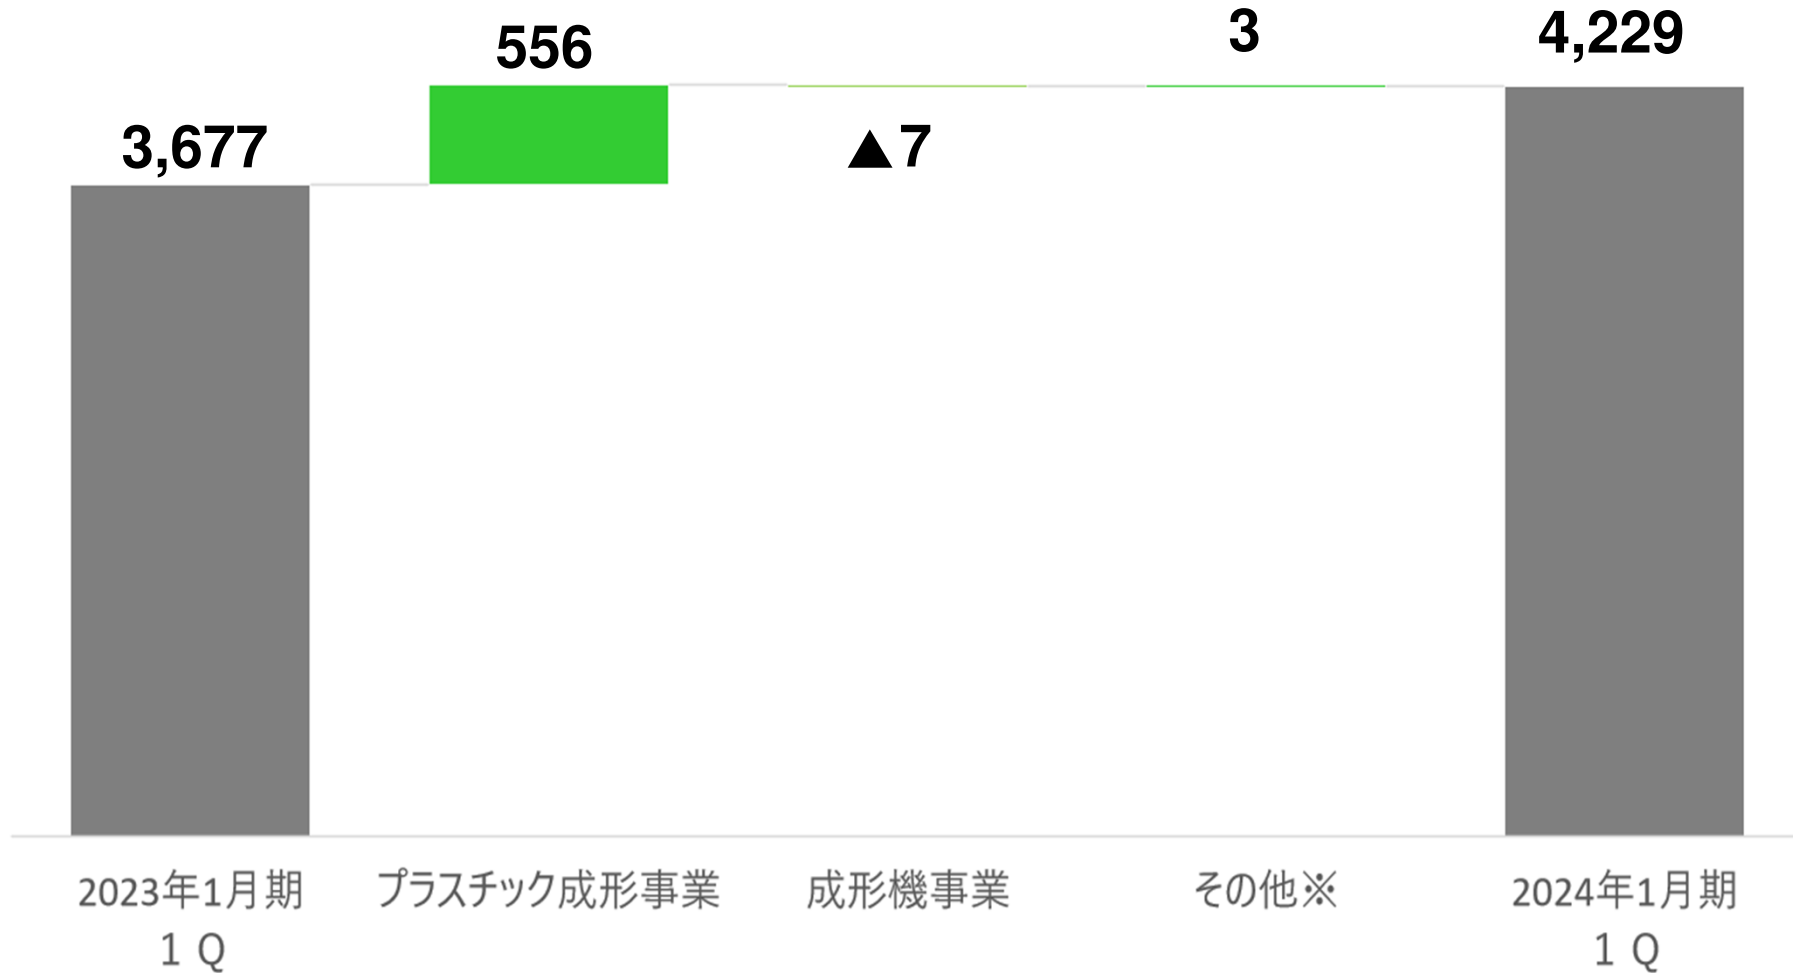 556
3
4,229
3,677
▲7
2023年1月期
１Ｑ
プラスチック成形事業
成形機事業
その他※
2024年1月期
１Ｑ